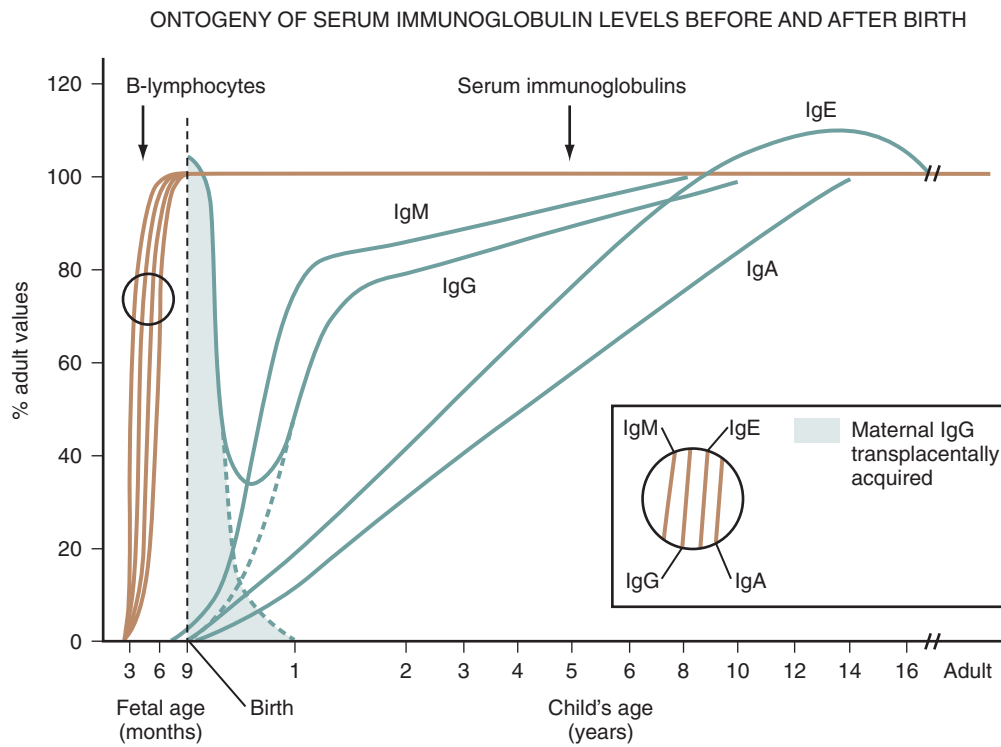 ONTOGENY OF SERUM IMMUNOGLOBULIN LEVELS BEFORE AND AFTER BIRTH
% adult values
120
100
80
60
40
20
0
B-lymphocytes
Serum immunoglobulins
IgE
IgM
IgG
IgA
IgM
IgE
IgG
IgA
Maternal IgG
transplacentally
acquired
3 6 9 1 2 3 4 5 6 7 8 10 12 14 16 Adult
Fetal age
(months)
Birth
Child's age
(years)